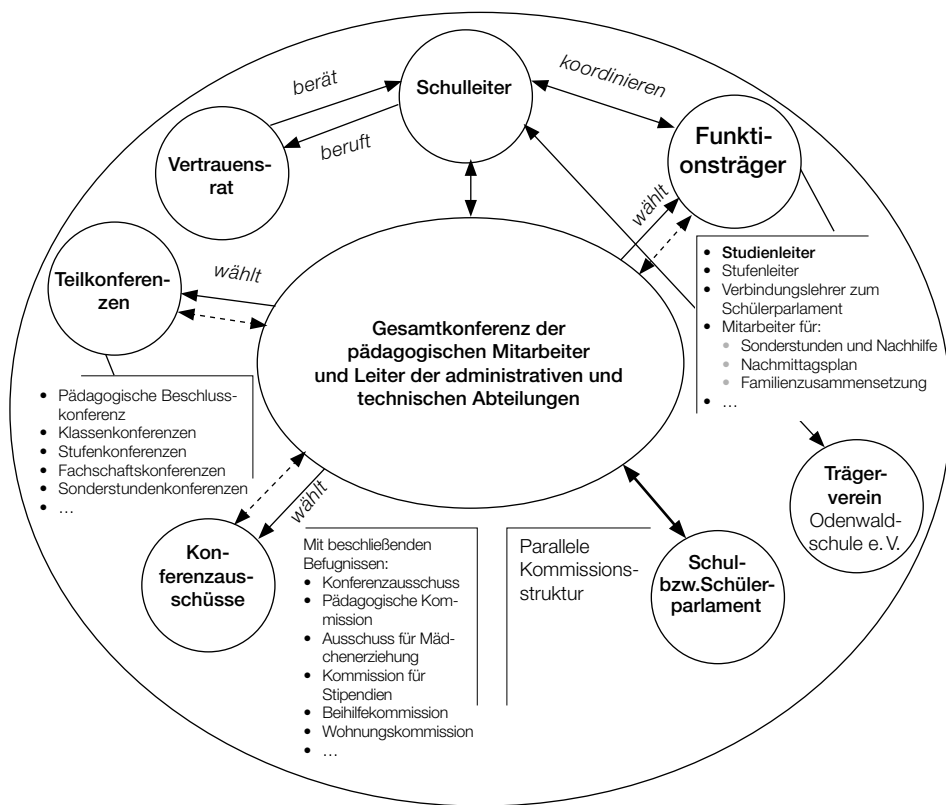 berät
Schulleiter
koordinieren
beruft
Vertrauens-
rat
Funkti-
onsträger
wählt
Teilkonferen-
zen
wählt
• Studienleiter
• Stufenleiter
• Verbindungslehrer zum
Schülerparlament
• Mitarbeiter für:
• Sonderstunden und Nachhilfe
• Nachmittagsplan
• Familienzusammensetzung
• …
Gesamtkonferenz der
pädagogischen Mitarbeiter
und Leiter der administrativen und
technischen Abteilungen
• Pädagogische Beschluss-
konferenz
• Klassenkonferenzen
• Stufenkonferenzen
• Fachschaftskonferenzen
• Sonderstundenkonferenzen
• …
wählt
Kon-
ferenzaus-
schüsse
Mit beschließenden
Befugnissen:
• Konferenzausschuss
• Pädagogische Kom-
mission
• Ausschuss für Mäd-
chenerziehung
• Kommission für
Stipendien
• Beihilfekommission
• Wohnungskommission
• …
Parallele
Kommissions-
struktur
Schul-
bzw.Schüler-
parlament
Träger-
verein
Odenwald-
schule e. V.